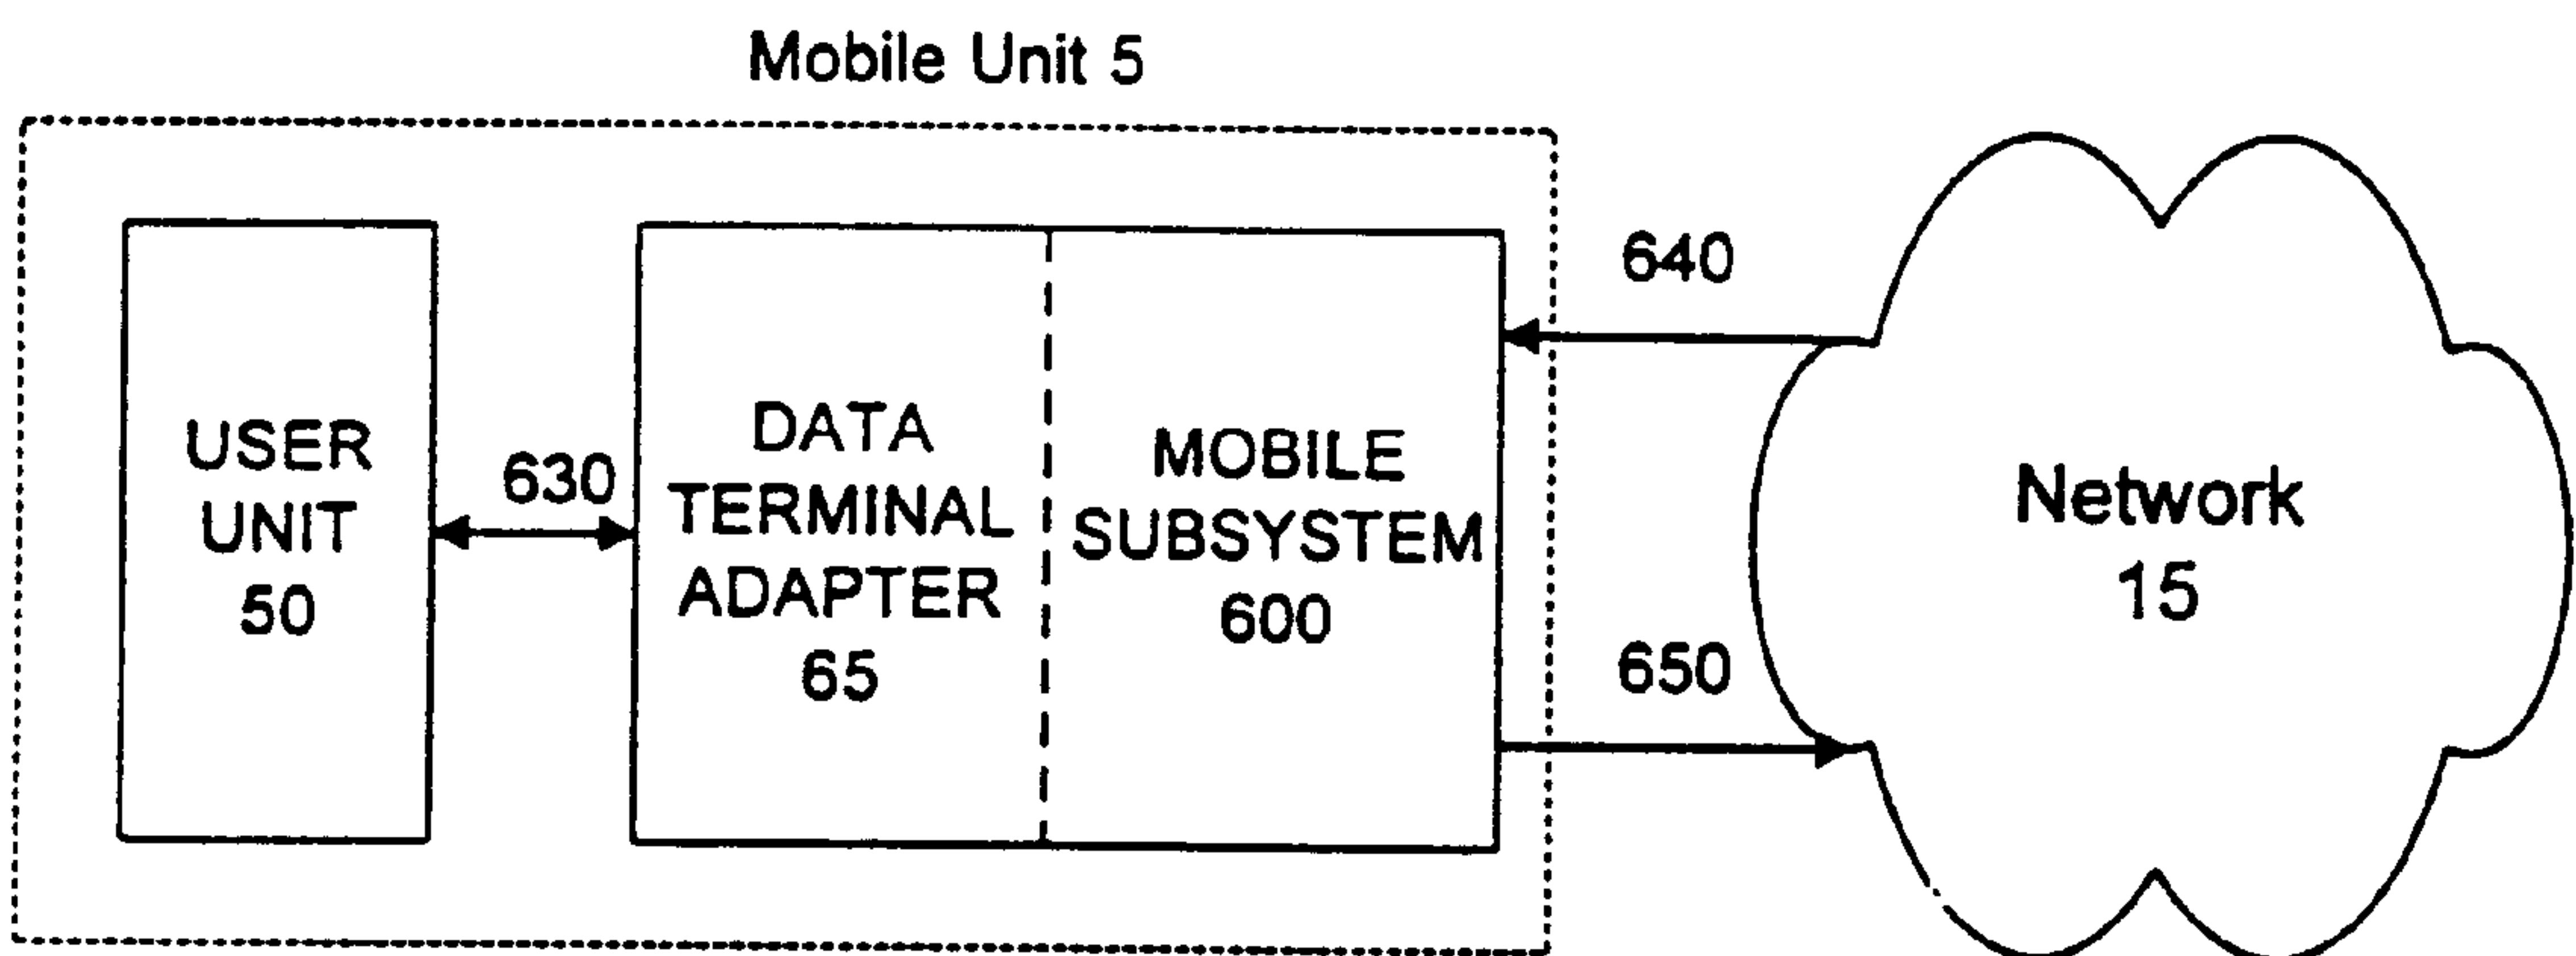 Mobile Unit 5
USER
UNIT
50
630
DATA
TERMINAL
ADAPTER
65
MOBILE
SUBSYSTEM
600
640
650
Network
15